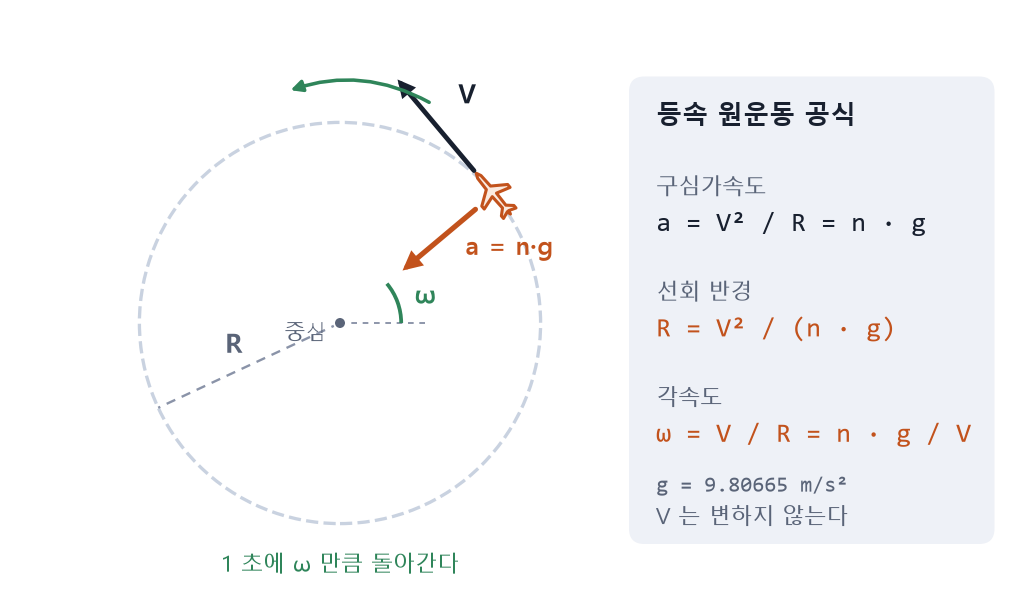 V
a = n·g
ω
중심
R
1 초에 ω 만큼 돌아간다
등속 원운동 공식
구심가속도
a = V² / R = n · g
선회 반경
R = V² / (n · g)
각속도
ω = V / R = n · g / V
g = 9.80665 m/s²
V 는 변하지 않는다